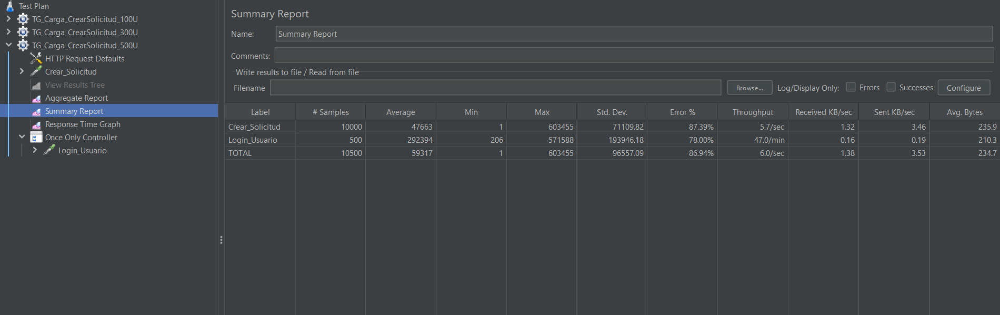 Test Plan
TG_Carga_CrearSolicitud_100U
TG_Carga_CrearSolicitud_300U
TG_Carga_CrearSolicitud_500U
HTTP Request Defaults
Crear_Solicitud
View Results Tree
Aggregate Report
Summary Report
Response Time Graph
Once Only Controller
Login_Usuario
Summary Report
Name: Summary Report
Comments:
Write results to file / Read from file
Filename Browse... Log/Display Only: Errors Successes Configure
Label # Samples Average Min Max Std. Dev. Error % Throughput Received KB/sec Sent KB/sec Avg. Bytes
Crear_Solicitud 10000 47663 1 603455 71109.82 87.39% 5.7/sec 1.32 3.46 235.9
Login_Usuario 500 292394 206 571588 193946.18 78.00% 47.0/min 0.16 0.19 210.3
TOTAL 10500 59317 1 603455 96557.09 86.94% 6.0/sec 1.38 3.53 234.7